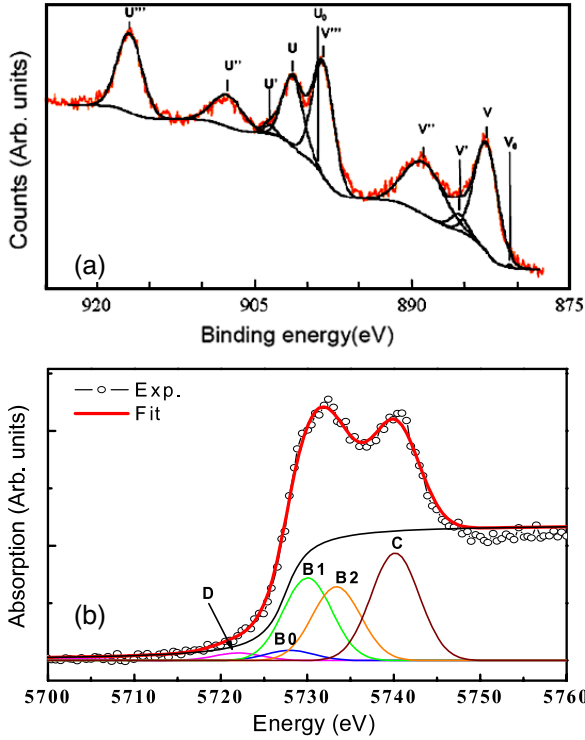 U''' U'' U' U U₀ V''' V'' V' V V₀
Counts (Arb. units)
(a)
920 905 890 875
Binding energy(eV)
Exp.
Fit
Absorption (Arb. units)
D B0 B1 B2 C
(b)
5700 5710 5720 5730 5740 5750 5760
Energy (eV)